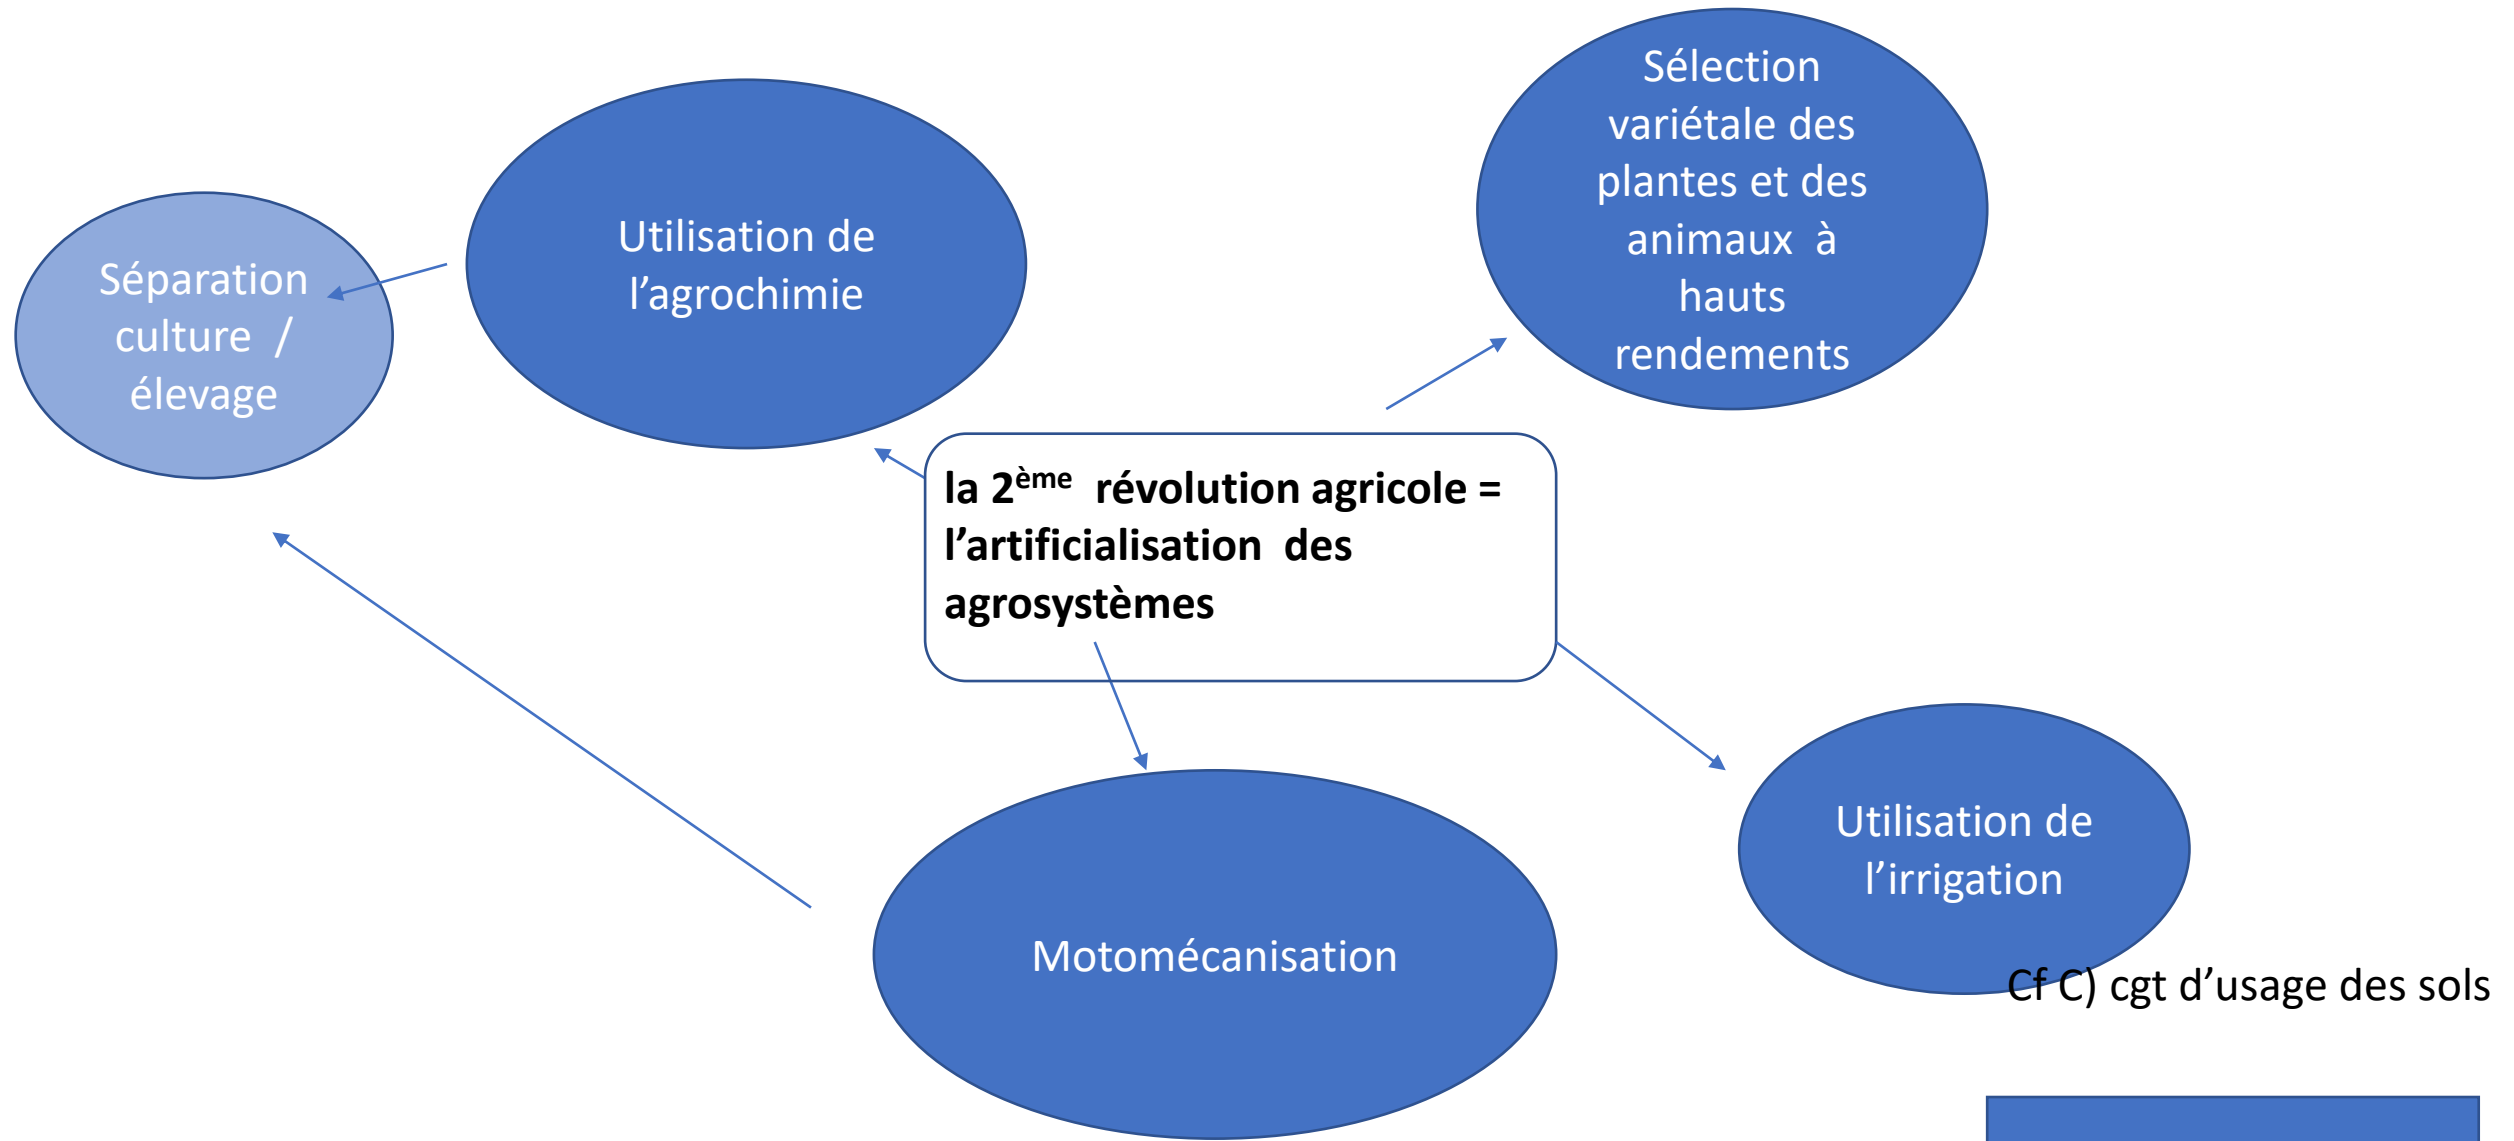 Sélection
variétale des
plantes et des
animaux à
hauts
rendements
Utilisation de
l’agrochimie
Séparation
culture /
élevage
la 2ème révolution agricole =
l’artificialisation des
agrosystèmes
Utilisation de
l’irrigation
Motomécanisation
Cf C) cgt d’usage des sols